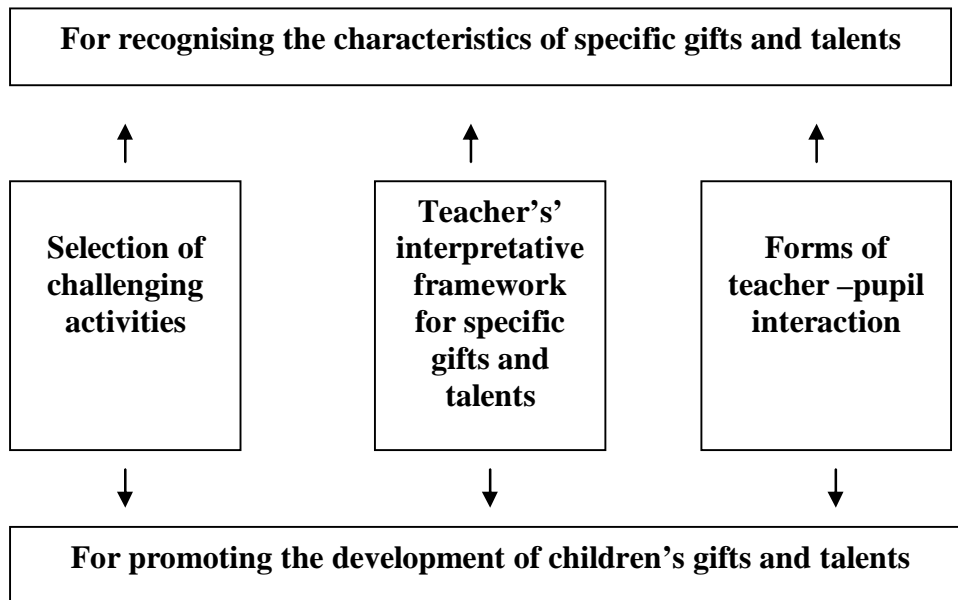 For recognising the characteristics of specific gifts and talents
Selection of
challenging
activities
Teacher’s’
interpretative
framework
for specific
gifts and
talents
Forms of
teacher –pupil
interaction
For promoting the development of children’s gifts and talents